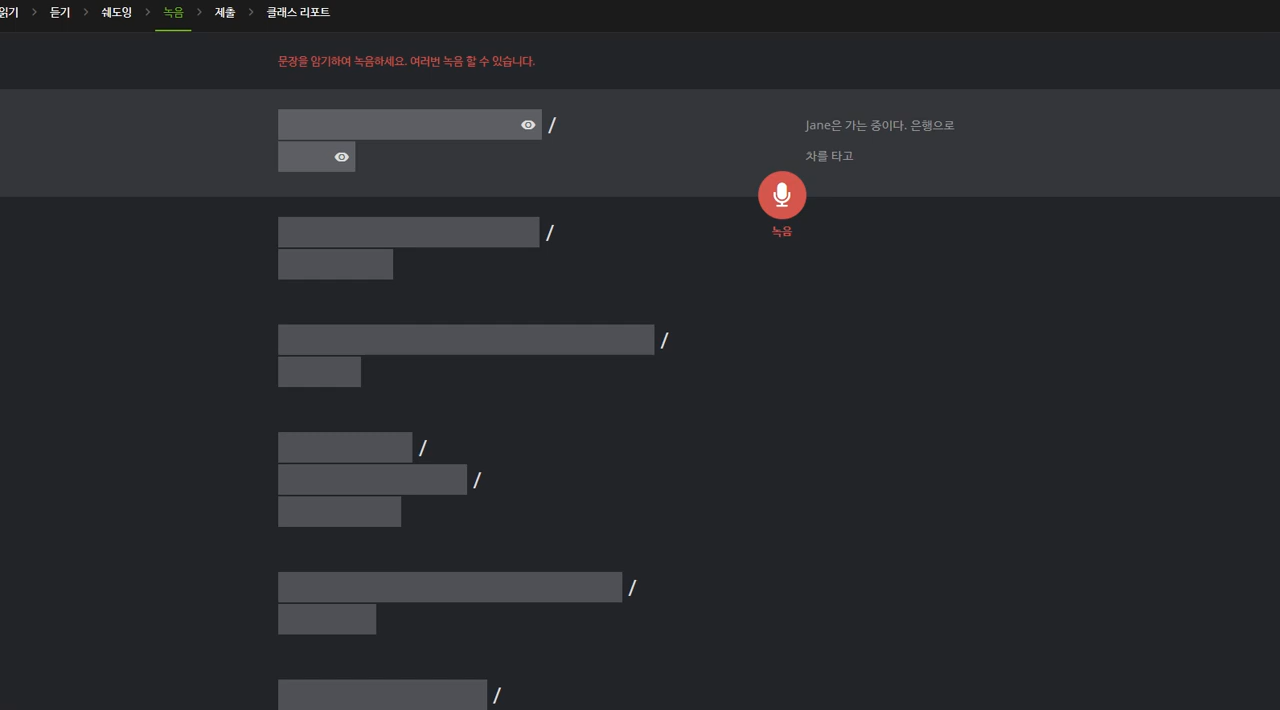 읽기 > 듣기 > 쉐도잉 > 녹음 > 제출 > 클래스 리포트
문장을 암기하여 녹음하세요. 여러번 녹음 할 수 있습니다.
/
Jane은 가는 중이다. 은행으로
차를 타고
녹음
/
/
/
/
/
/